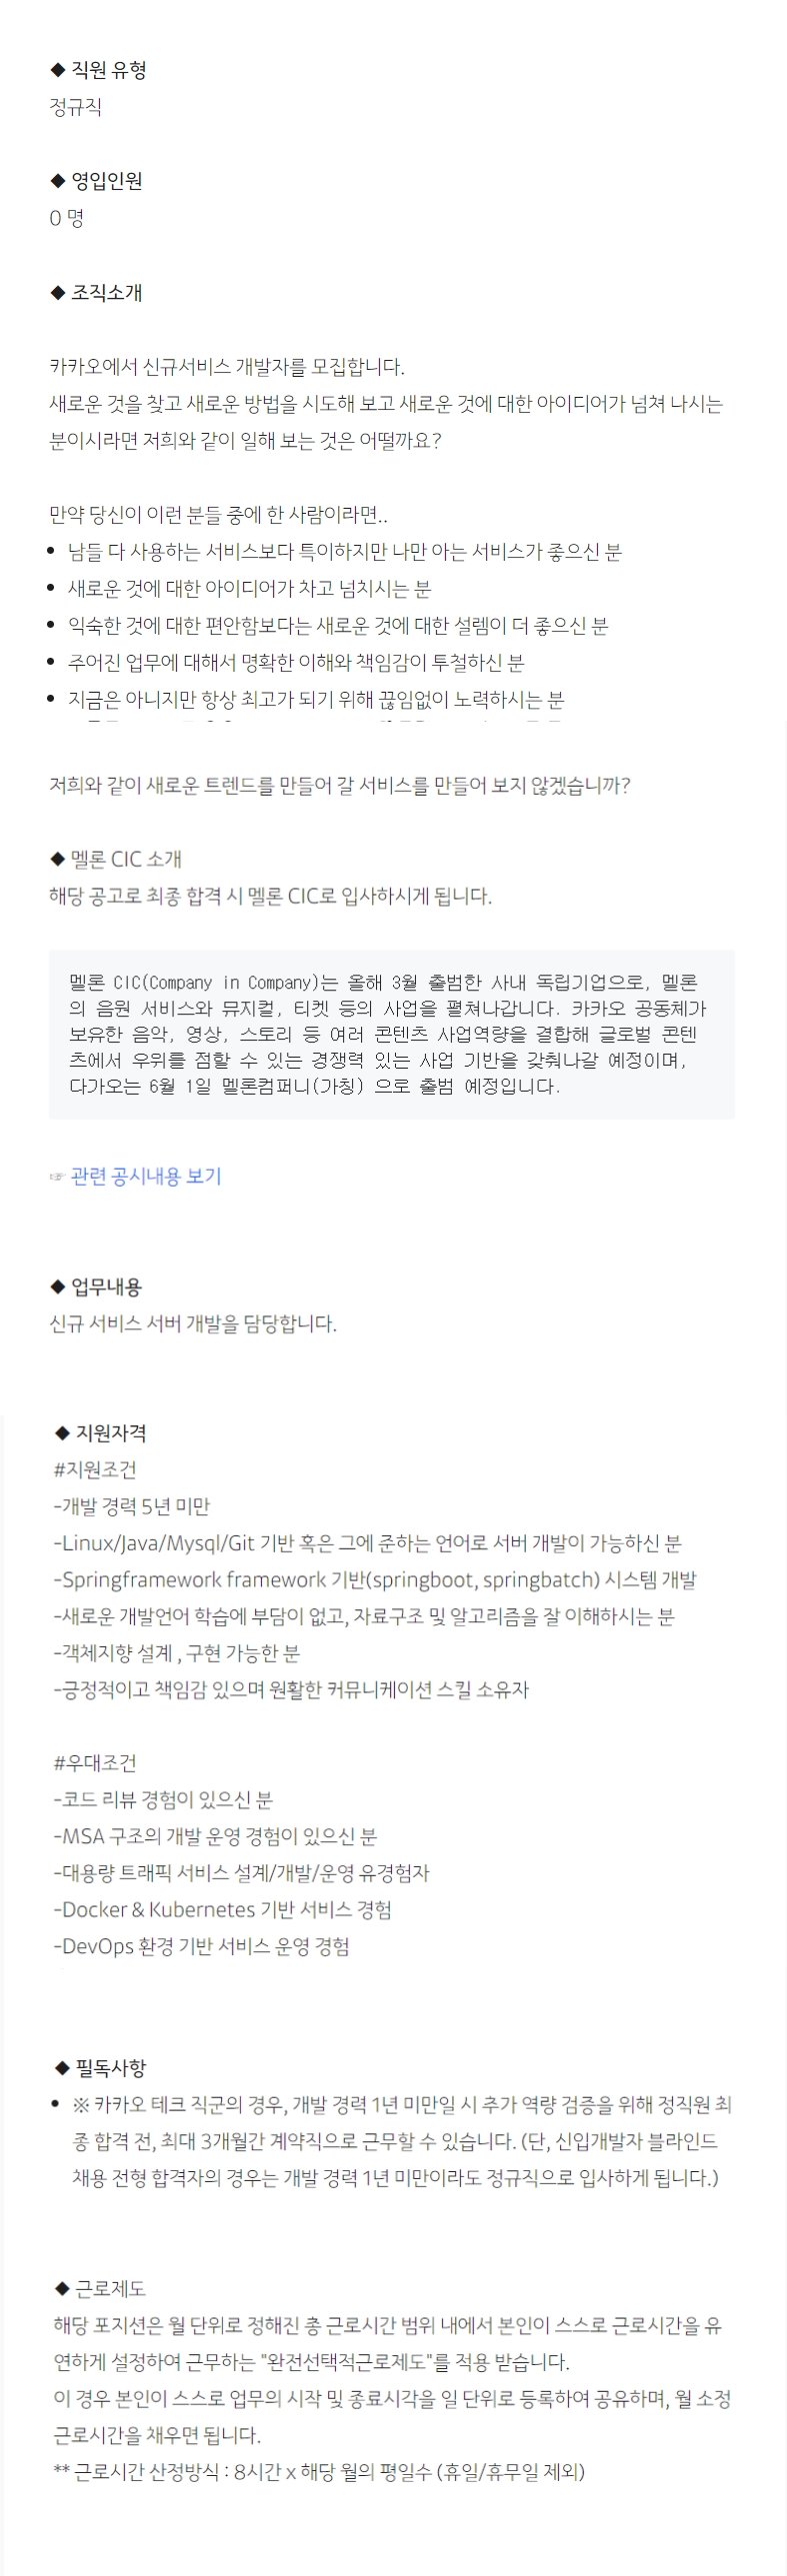 ◆ 직원 유형
정규직
◆ 영입인원
0 명
◆ 조직소개
카카오에서 신규서비스 개발자를 모집합니다.
새로운 것을 찾고 새로운 방법을 시도해 보고 새로운 것에 대한 아이디어가 넘쳐 나시는
분이시라면 저희와 같이 일해 보는 것은 어떨까요?
만약 당신이 이런 분들 중에 한 사람이라면..
• 남들 다 사용하는 서비스보다 특이하지만 나만 아는 서비스가 좋으신 분
• 새로운 것에 대한 아이디어가 차고 넘치시는 분
• 익숙한 것에 대한 편안함보다는 새로운 것에 대한 설렘이 더 좋으신 분
• 주어진 업무에 대해서 명확한 이해와 책임감이 투철하신 분
• 지금은 아니지만 항상 최고가 되기 위해 끊임없이 노력하시는 분
저희와 같이 새로운 트렌드를 만들어 갈 서비스를 만들어 보지 않겠습니까?
◆ 멜론 CIC 소개
해당 공고로 최종 합격 시 멜론 CIC로 입사하시게 됩니다.
멜론 CIC(Company in Company)는 올해 3월 출범한 사내 독립기업으로, 멜론
의 음원 서비스와 뮤지컬, 티켓 등의 사업을 펼쳐나갑니다. 카카오 공동체가
보유한 음악, 영상, 스토리 등 여러 콘텐츠 사업역량을 결합해 글로벌 콘텐
츠에서 우위를 점할 수 있는 경쟁력 있는 사업 기반을 갖춰나갈 예정이며,
다가오는 6월 1일 멜론컴퍼니(가칭) 으로 출범 예정입니다.
☞ 관련 공시내용 보기
◆ 업무내용
신규 서비스 서버 개발을 담당합니다.
◆ 지원자격
#지원조건
-개발 경력 5년 미만
-Linux/Java/Mysql/Git 기반 혹은 그에 준하는 언어로 서버 개발이 가능하신 분
-Springframework framework 기반(springboot, springbatch) 시스템 개발
-새로운 개발언어 학습에 부담이 없고, 자료구조 및 알고리즘을 잘 이해하시는 분
-객체지향 설계 , 구현 가능한 분
-긍정적이고 책임감 있으며 원활한 커뮤니케이션 스킬 소유자
#우대조건
-코드 리뷰 경험이 있으신 분
-MSA 구조의 개발 운영 경험이 있으신 분
-대용량 트래픽 서비스 설계/개발/운영 유경험자
-Docker & Kubernetes 기반 서비스 경험
-DevOps 환경 기반 서비스 운영 경험
◆ 필독사항
• ※ 카카오 테크 직군의 경우, 개발 경력 1년 미만일 시 추가 역량 검증을 위해 정직원 최
종 합격 전, 최대 3개월간 계약직으로 근무할 수 있습니다. (단, 신입개발자 블라인드
채용 전형 합격자의 경우는 개발 경력 1년 미만이라도 정규직으로 입사하게 됩니다.)
◆ 근로제도
해당 포지션은 월 단위로 정해진 총 근로시간 범위 내에서 본인이 스스로 근로시간을 유
연하게 설정하여 근무하는 "완전선택적근로제도"를 적용 받습니다.
이 경우 본인이 스스로 업무의 시작 및 종료시각을 일 단위로 등록하여 공유하며, 월 소정
근로시간을 채우면 됩니다.
** 근로시간 산정방식 : 8시간 x 해당 월의 평일수 (휴일/휴무일 제외)